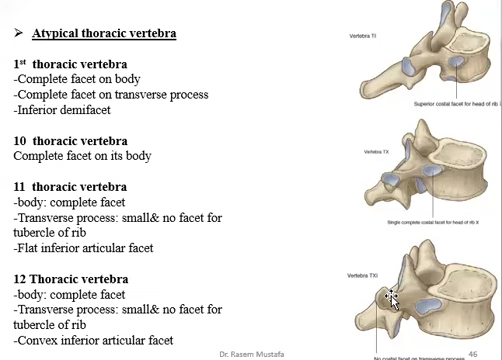 ➢ Atypical thoracic vertebra
1st thoracic vertebra
-Complete facet on body
-Complete facet on transverse process
-Inferior demifacet
10 thoracic vertebra
Complete facet on its body
11 thoracic vertebra
-body: complete facet
-Transverse process: small& no facet for
tubercle of rib
-Flat inferior articular facet
12 Thoracic vertebra
-body: complete facet
-Transverse process: small& no facet for
tubercle of rib
-Convex inferior articular facet
Vertebra TI
Superior costal facet for head of rib I
Vertebra TX
Single complete costal facet for head of rib X
Vertebra TXI
No costal facet on transverse process
Dr. Rasem Mustafa
46